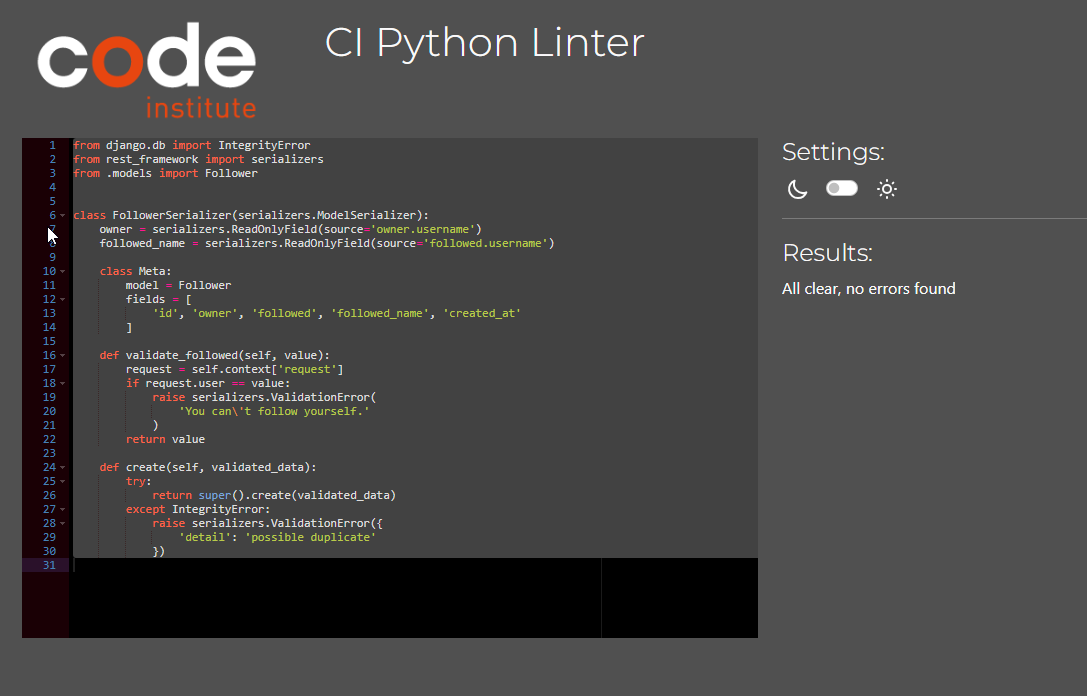 code
institute
CI Python Linter
1 from django.db import IntegrityError
2 from rest_framework import serializers
3 from .models import Follower
4
5
6 class FollowerSerializer(serializers.ModelSerializer):
7     owner = serializers.ReadOnlyField(source='owner.username')
8     followed_name = serializers.ReadOnlyField(source='followed.username')
9
10     class Meta:
11         model = Follower
12         fields = [
13             'id', 'owner', 'followed', 'followed_name', 'created_at'
14         ]
15
16     def validate_followed(self, value):
17         request = self.context['request']
18         if request.user == value:
19             raise serializers.ValidationError(
20                 'You can\'t follow yourself.'
21             )
22         return value
23
24     def create(self, validated_data):
25         try:
26             return super().create(validated_data)
27         except IntegrityError:
28             raise serializers.ValidationError({
29                 'detail': 'possible duplicate'
30             })
31
Settings:
Results:
All clear, no errors found